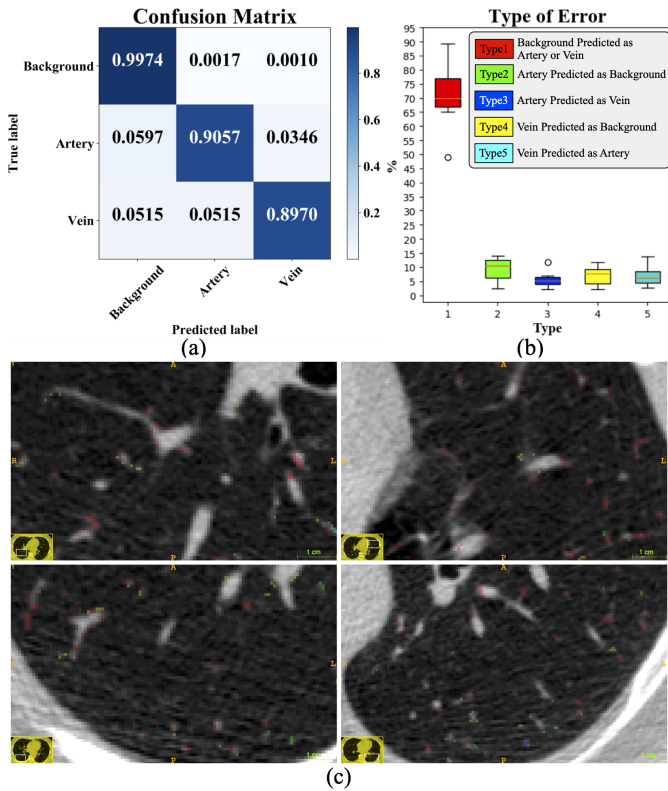 Confusion Matrix
True label
Background
Artery
Vein
0.9974 0.0017 0.0010
0.0597 0.9057 0.0346
0.0515 0.0515 0.8970
Background Artery Vein
Predicted label
0.8
0.6
0.4
0.2
(a)
Type of Error
%
95
90
85
80
75
70
65
60
55
50
45
40
35
30
25
20
15
10
5
0
Type1 Background Predicted as
Artery or Vein
Type2 Artery Predicted as Background
Type3 Artery Predicted as Vein
Type4 Vein Predicted as Background
Type5 Vein Predicted as Artery
1 2 3 4 5
Type
(b)
A
R
L
P
1 cm
A
L
P
1 cm
A
L
P
1 cm
A
L
P
1 cm
(c)